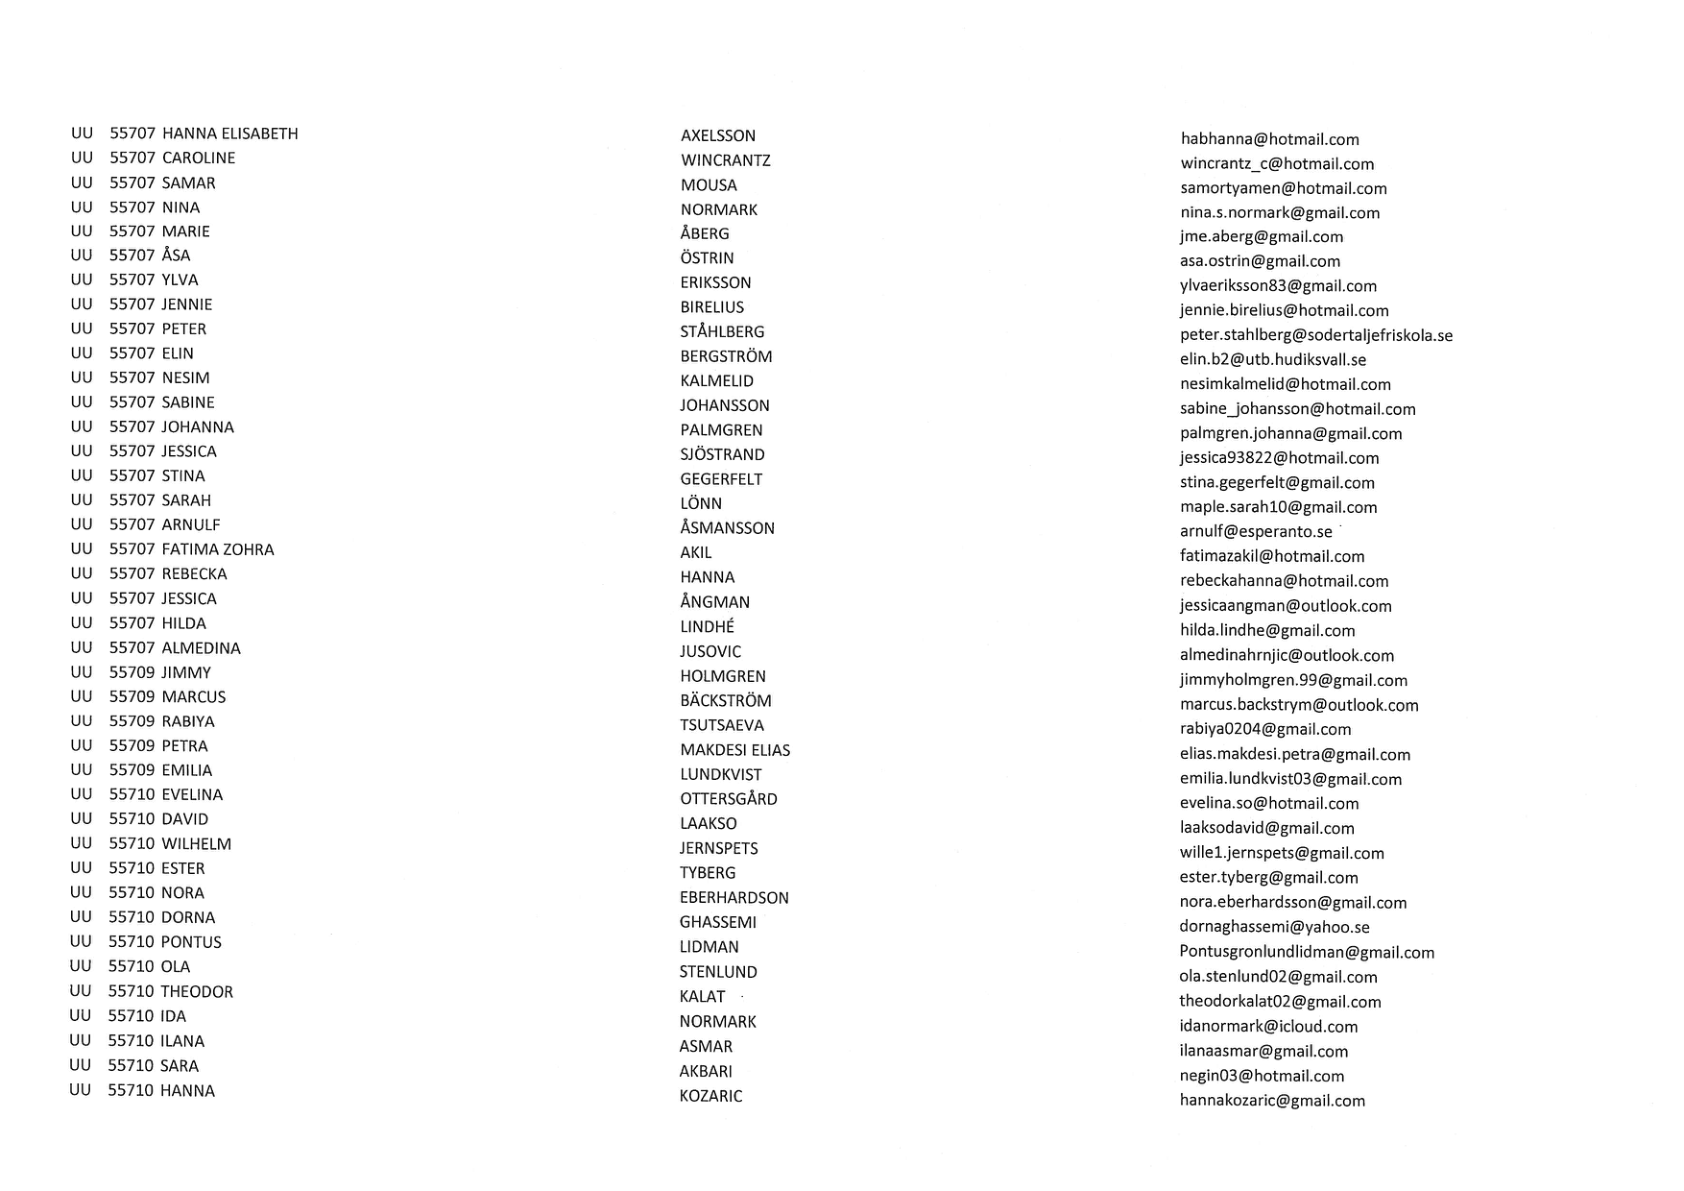 UU 55707 HANNA ELISABETH AXELSSON habhanna@hotmail.com
UU 55707 CAROLINE WINCRANTZ wincrantz_c@hotmail.com
UU 55707 SAMAR MOUSA samortyamen@hotmail.com
UU 55707 NINA NORMARK nina.s.normark@gmail.com
UU 55707 MARIE ÅBERG jme.aberg@gmail.com
UU 55707 ÅSA ÖSTRIN asa.ostrin@gmail.com
UU 55707 YLVA ERIKSSON ylvaeriksson83@gmail.com
UU 55707 JENNIE BIRELIUS jennie.birelius@hotmail.com
UU 55707 PETER STÅHLBERG peter.stahlberg@sodertaljefriskola.se
UU 55707 ELIN BERGSTRÖM elin.b2@utb.hudiksvall.se
UU 55707 NESIM KALMELID nesimkalmelid@hotmail.com
UU 55707 SABINE JOHANSSON sabine_johansson@hotmail.com
UU 55707 JOHANNA PALMGREN palmgren.johanna@gmail.com
UU 55707 JESSICA SJÖSTRAND jessica93822@hotmail.com
UU 55707 STINA GEGERFELT stina.gegerfelt@gmail.com
UU 55707 SARAH LÖNN maple.sarah10@gmail.com
UU 55707 ARNULF ÅSMANSSON arnulf@esperanto.se
UU 55707 FATIMA ZOHRA AKIL fatimazakil@hotmail.com
UU 55707 REBECKA HANNA rebeckahanna@hotmail.com
UU 55707 JESSICA ÅNGMAN jessicaangman@outlook.com
UU 55707 HILDA LINDHÉ hilda.lindhe@gmail.com
UU 55707 ALMEDINA JUSOVIC almedinahrnjic@outlook.com
UU 55709 JIMMY HOLMGREN jimmyholmgren.99@gmail.com
UU 55709 MARCUS BÄCKSTRÖM marcus.backstrym@outlook.com
UU 55709 RABIYA TSUTSAEVA rabiya0204@gmail.com
UU 55709 PETRA MAKDESI ELIAS elias.makdesi.petra@gmail.com
UU 55709 EMILIA LUNDKVIST emilia.lundkvist03@gmail.com
UU 55710 EVELINA OTTERSGÅRD evelina.so@hotmail.com
UU 55710 DAVID LAAKSO laaksodavid@gmail.com
UU 55710 WILHELM JERNSPETS wille1.jernspets@gmail.com
UU 55710 ESTER TYBERG ester.tyberg@gmail.com
UU 55710 NORA EBERHARDSON nora.eberhardsson@gmail.com
UU 55710 DORNA GHASSEMI dornaghassemi@yahoo.se
UU 55710 PONTUS LIDMAN Pontusgronlundlidman@gmail.com
UU 55710 OLA STENLUND ola.stenlund02@gmail.com
UU 55710 THEODOR KALAT theodorkalat02@gmail.com
UU 55710 IDA NORMARK idanormark@icloud.com
UU 55710 ILANA ASMAR ilanaasmar@gmail.com
UU 55710 SARA AKBARI negin03@hotmail.com
UU 55710 HANNA KOZARIC hannakozaric@gmail.com